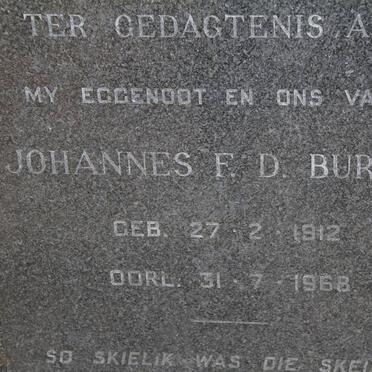 TER GEDAGTENIS A
MY EGGENOOT EN ONS VA
JOHANNES F. D. BUR
GEB. 27 · 2 · 1912
OORL. 31 · 7 · 1968
SO SKIELIK WAS DIE SKEI